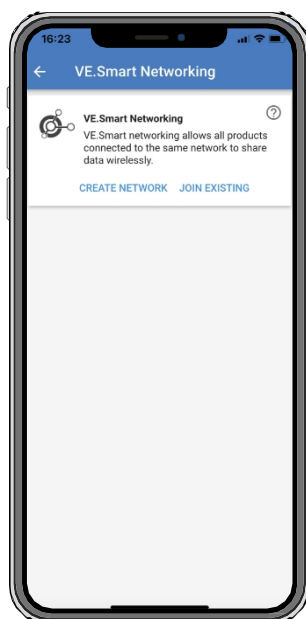 16:23
VE.Smart Networking
VE.Smart Networking
VE.Smart networking allows all products
connected to the same network to share
data wirelessly.
CREATE NETWORK JOIN EXISTING